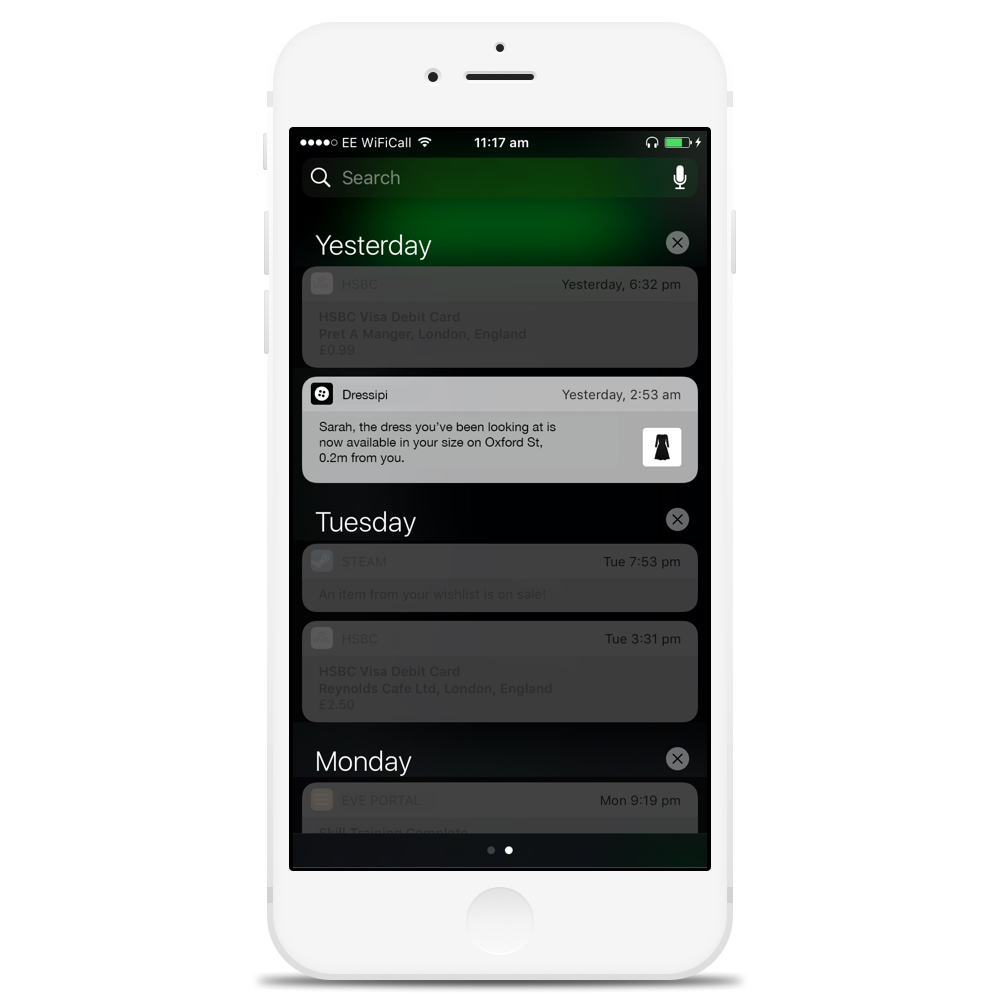 EE WiFiCall
11:17 am
Search
Yesterday
HSBC
Yesterday, 6:32 pm
HSBC Visa Debit Card
Pret A Manger, London, England
£0.99
Dressipi
Yesterday, 2:53 am
Sarah, the dress you've been looking at is
now available in your size on Oxford St,
0.2m from you.
Tuesday
STEAM
Tue 7:53 pm
An item from your wishlist is on sale!
HSBC
Tue 3:31 pm
HSBC Visa Debit Card
Reynolds Cafe Ltd, London, England
£2.50
Monday
EVE PORTAL
Mon 9:19 pm
Skill Training Complete